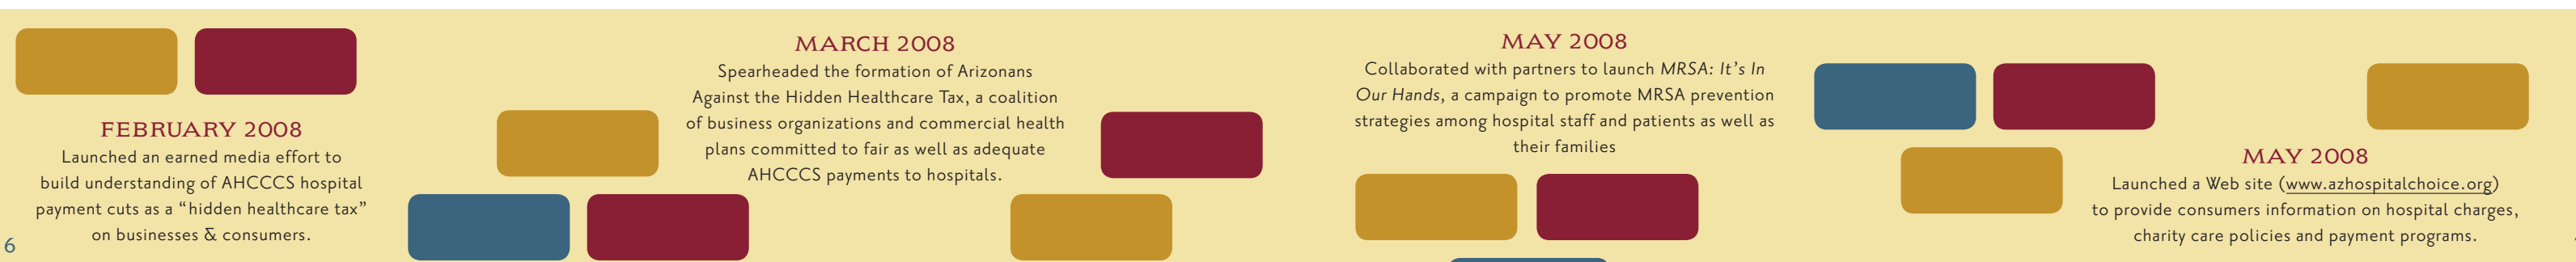 FEBRUARY 2008
Launched an earned media effort to
build understanding of AHCCCS hospital
payment cuts as a “hidden healthcare tax”
on businesses & consumers.
6
MARCH 2008
Spearheaded the formation of Arizonans
Against the Hidden Healthcare Tax, a coalition
of business organizations and commercial health
plans committed to fair as well as adequate
AHCCCS payments to hospitals.
MAY 2008
Collaborated with partners to launch MRSA: It’s In
Our Hands, a campaign to promote MRSA prevention
strategies among hospital staff and patients as well as
their families
MAY 2008
Launched a Web site (www.azhospitalchoice.org)
to provide consumers information on hospital charges,
charity care policies and payment programs.